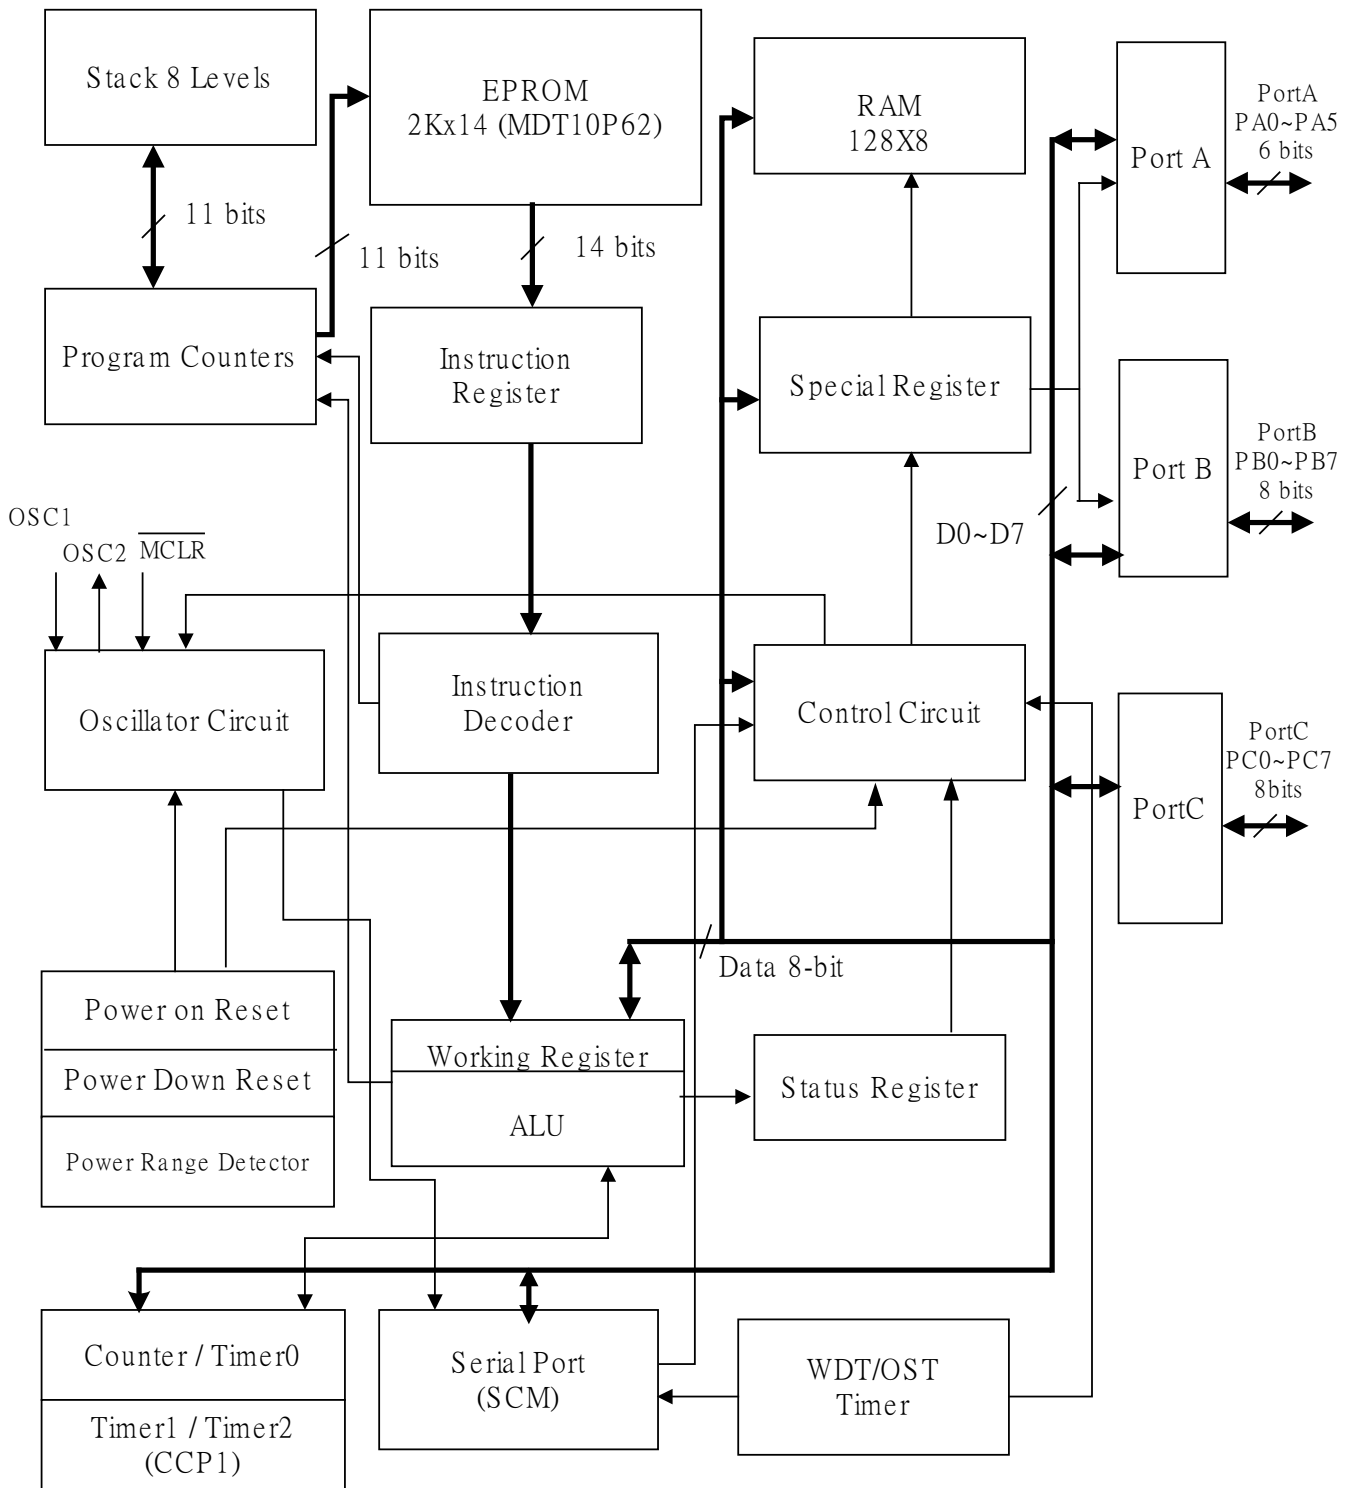 Stack 8 Levels
EPROM
2Kx14 (MDT10P62)
RAM
128X8
Port A
PortA
PA0~PA5
6 bits
11 bits
11 bits
14 bits
Program Counters
Instruction
Register
Special Register
Port B
PortB
PB0~PB7
8 bits
D0~D7
OSC1
OSC2
MCLR
Oscillator Circuit
Instruction
Decoder
Control Circuit
PortC
PortC
PC0~PC7
8bits
Data 8-bit
Power on Reset
Power Down Reset
Power Range Detector
Working Register
ALU
Status Register
Counter / Timer0
Timer1 / Timer2
(CCP1)
Serial Port
(SCM)
WDT/OST
Timer